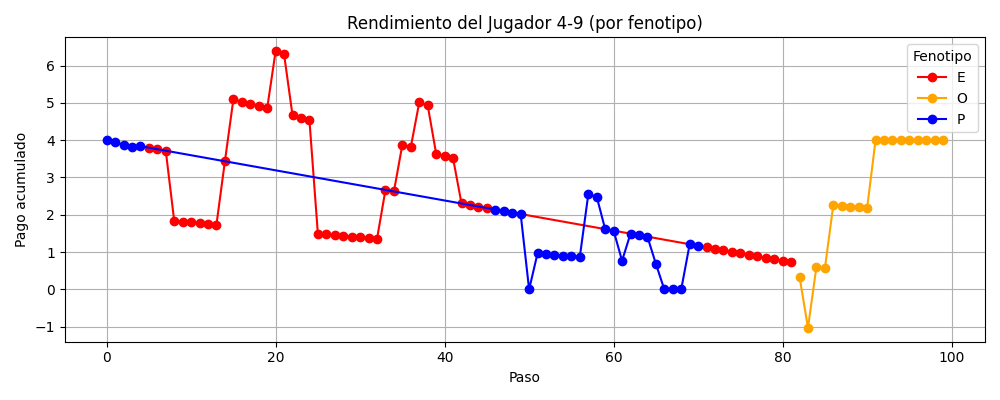 Rendimiento del Jugador 4-9 (por fenotipo)
Pago acumulado
6
5
4
3
2
1
0
−1
0 20 40 60 80 100
Paso
Fenotipo
E
O
P